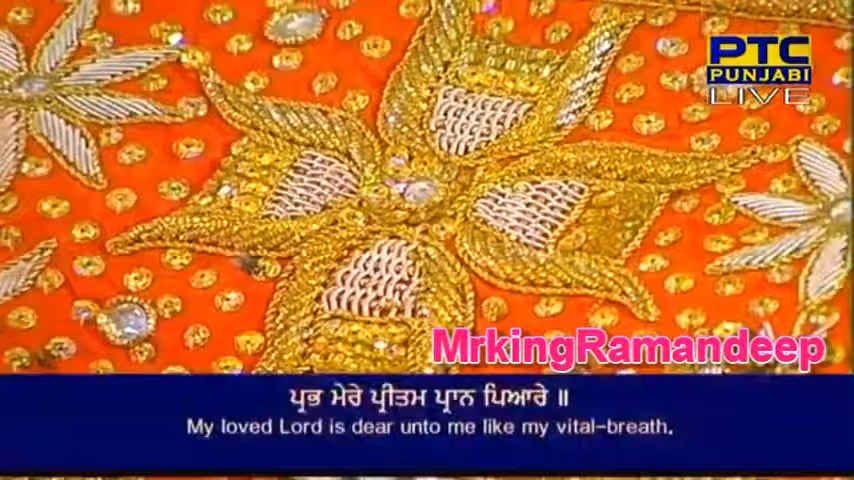 PTC
PUNJABI
LIVE
MrkingRamandeep
ਪ੍ਰਭ ਮੇਰੇ ਪ੍ਰੀਤਮ ਪ੍ਰਾਨ ਪਿਆਰੇ ॥
My loved Lord is dear unto me like my vital-breath.